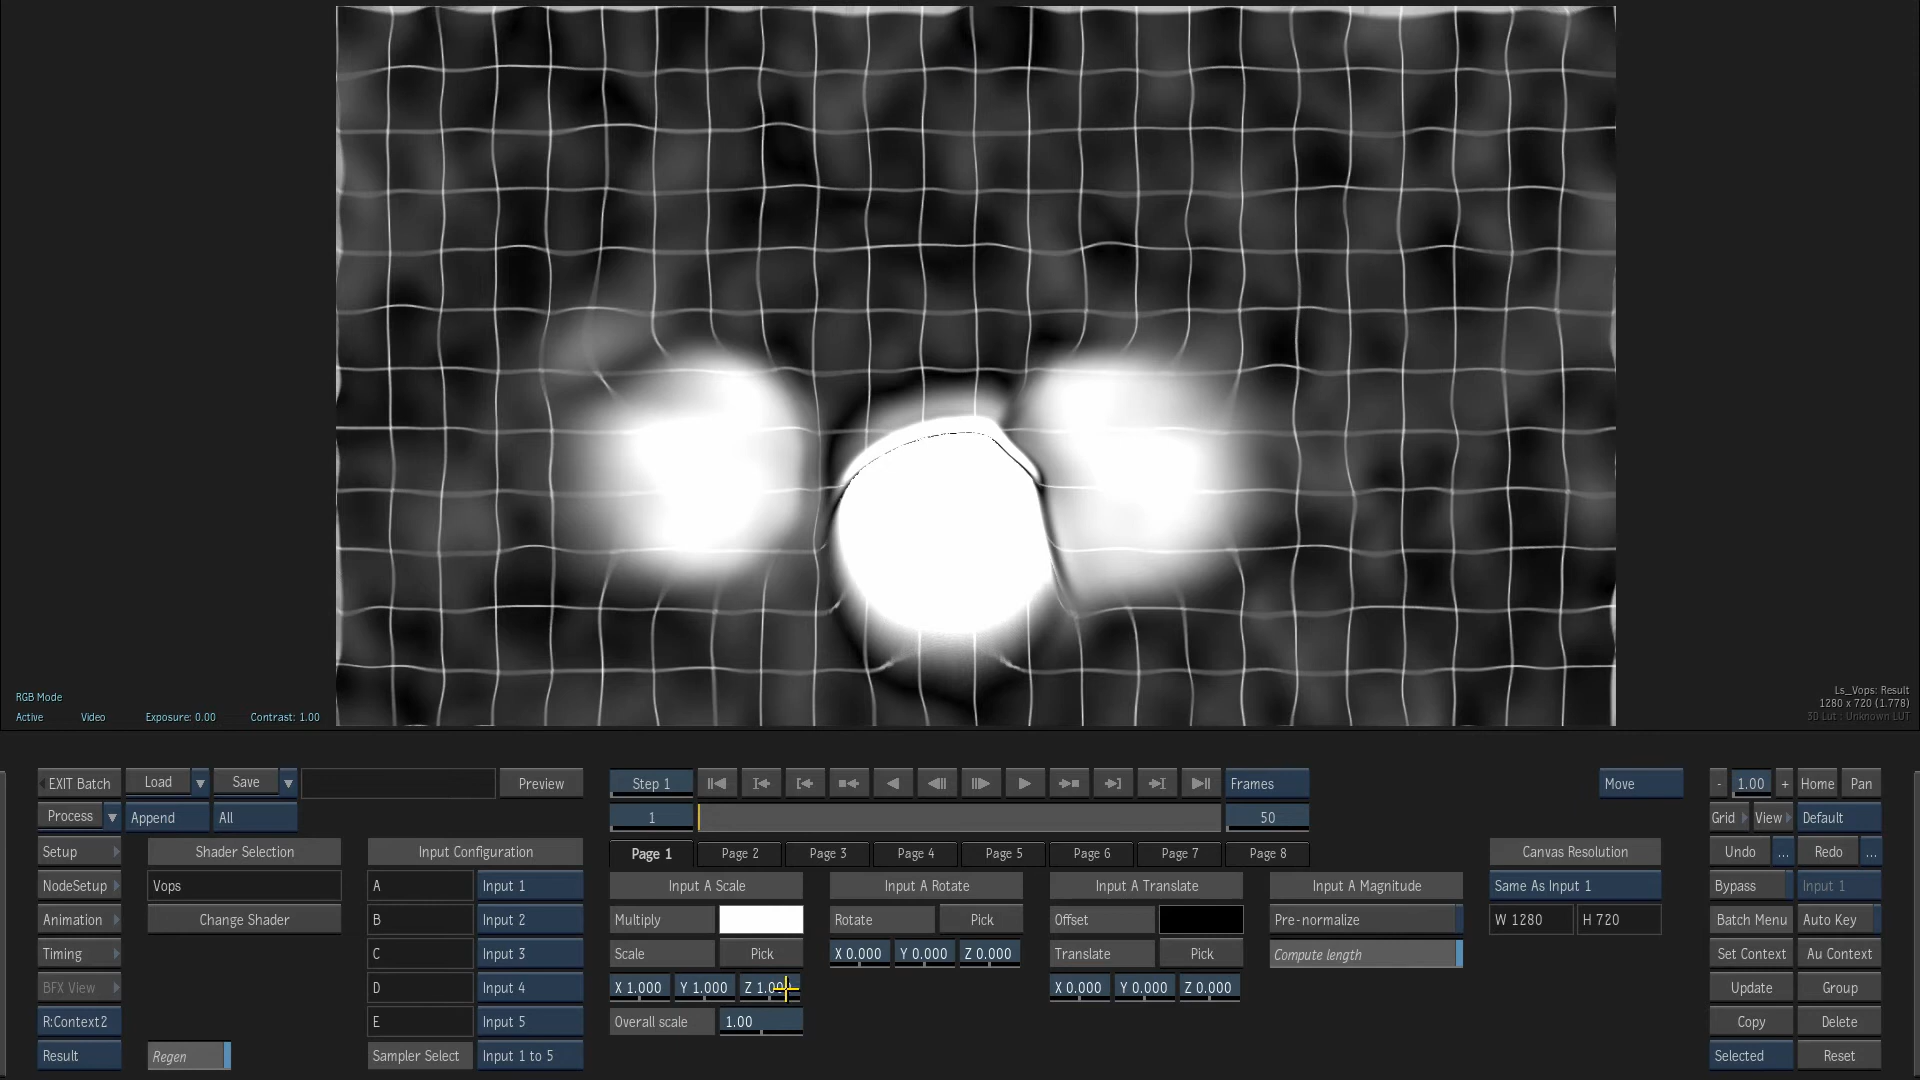 RGB Mode
Active Video Exposure: 0.00 Contrast: 1.00
Ls_Vops: Result
1280 x 720 (1.778)
3D Lut : Unknown LUT
EXIT Batch Load Save Preview Step 1 Frames Move - 1.00 + Home Pan
Process Append All 1 50 Grid View Default
Setup Shader Selection Input Configuration Page 1 Page 2 Page 3 Page 4 Page 5 Page 6 Page 7 Page 8 Canvas Resolution Undo ... Redo ...
NodeSetup Vops A Input 1 Input A Scale Input A Rotate Input A Translate Input A Magnitude Same As Input 1 Bypass Input 1
Animation Change Shader B Input 2 Multiply Rotate Pick Offset Pre-normalize W 1280 H 720 Batch Menu Auto Key
Timing C Input 3 Scale Pick X 0.000 Y 0.000 Z 0.000 Translate Pick Compute length Set Context Au Context
BFX View D Input 4 X 1.000 Y 1.000 Z 1.000 X 0.000 Y 0.000 Z 0.000 Update Group
R:Context2 E Input 5 Overall scale 1.00 Copy Delete
Result Regen Sampler Select Input 1 to 5 Selected Reset